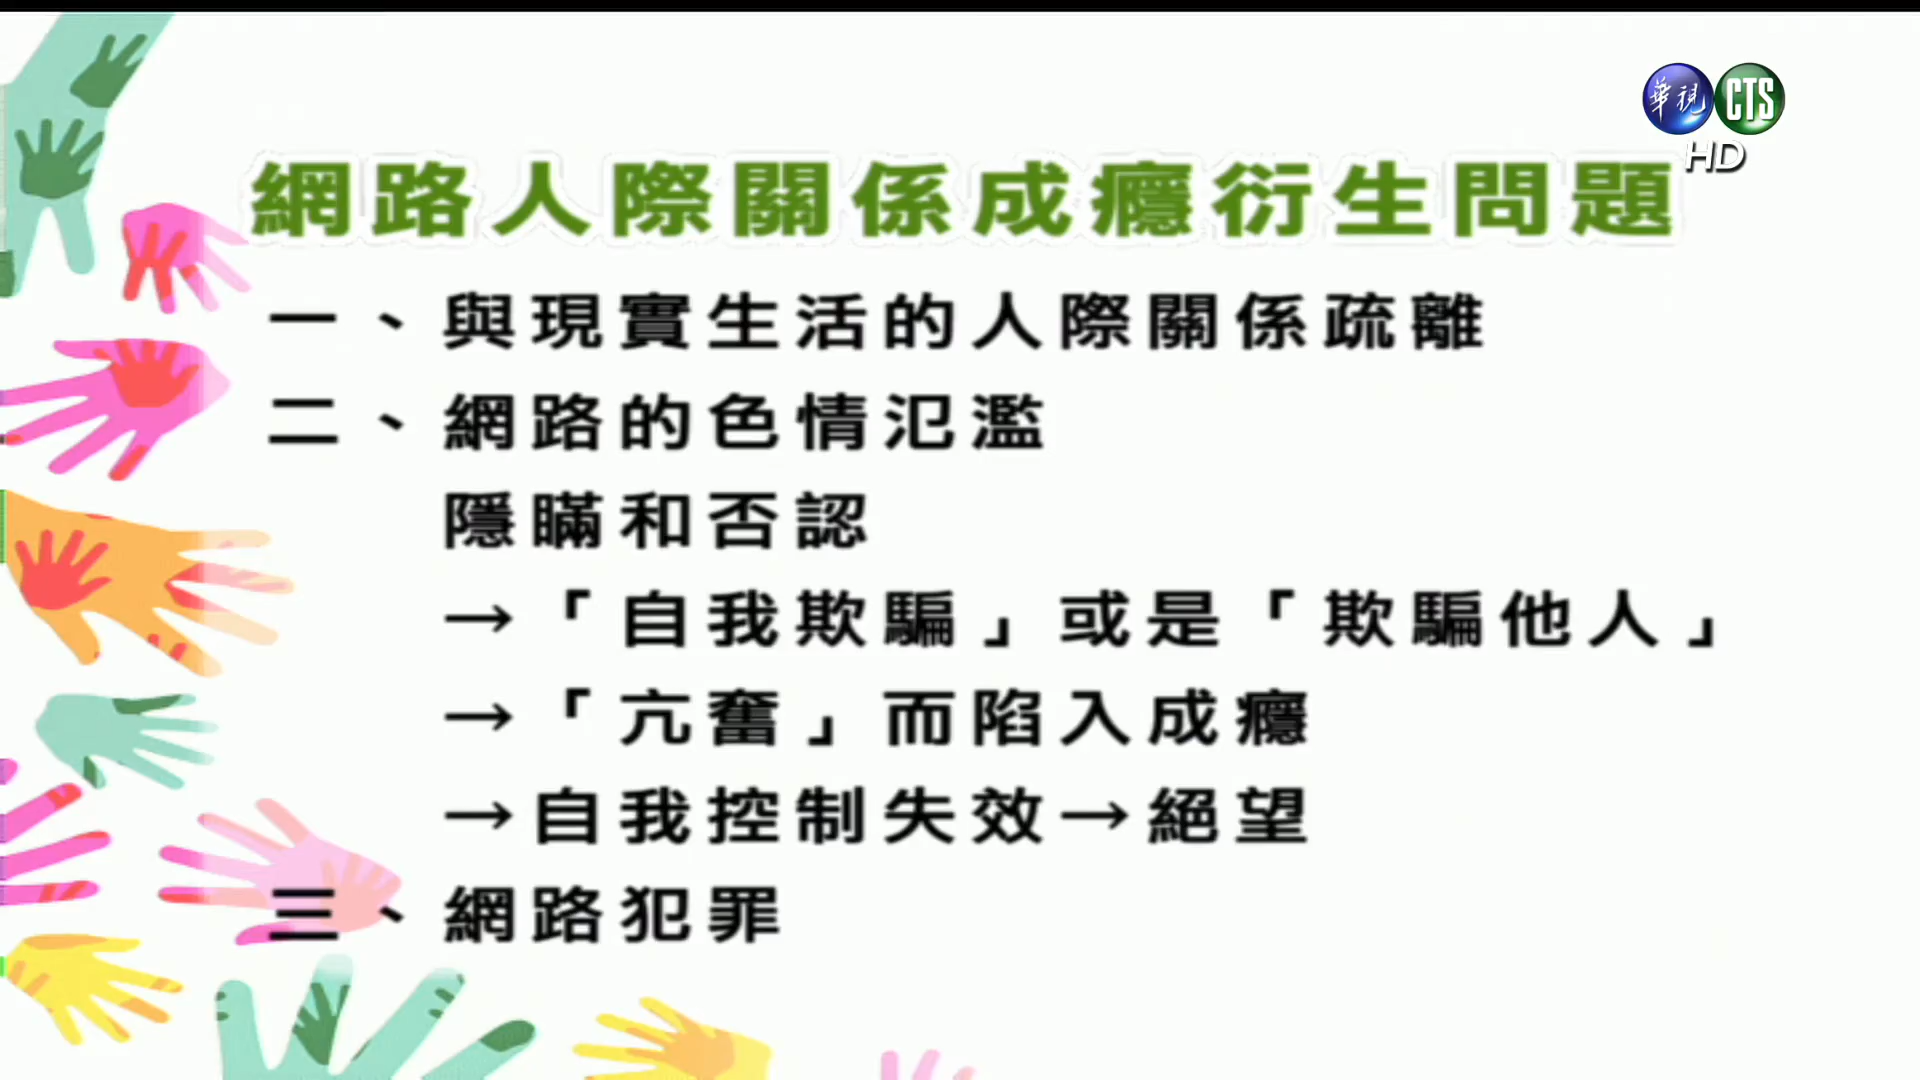 華視 CTS
HD
網路人際關係成癮衍生問題
一、與現實生活的人際關係疏離
二、網路的色情氾濫
隱瞞和否認
→「自我欺騙」或是「欺騙他人」
→「亢奮」而陷入成癮
→自我控制失效→絕望
三、網路犯罪